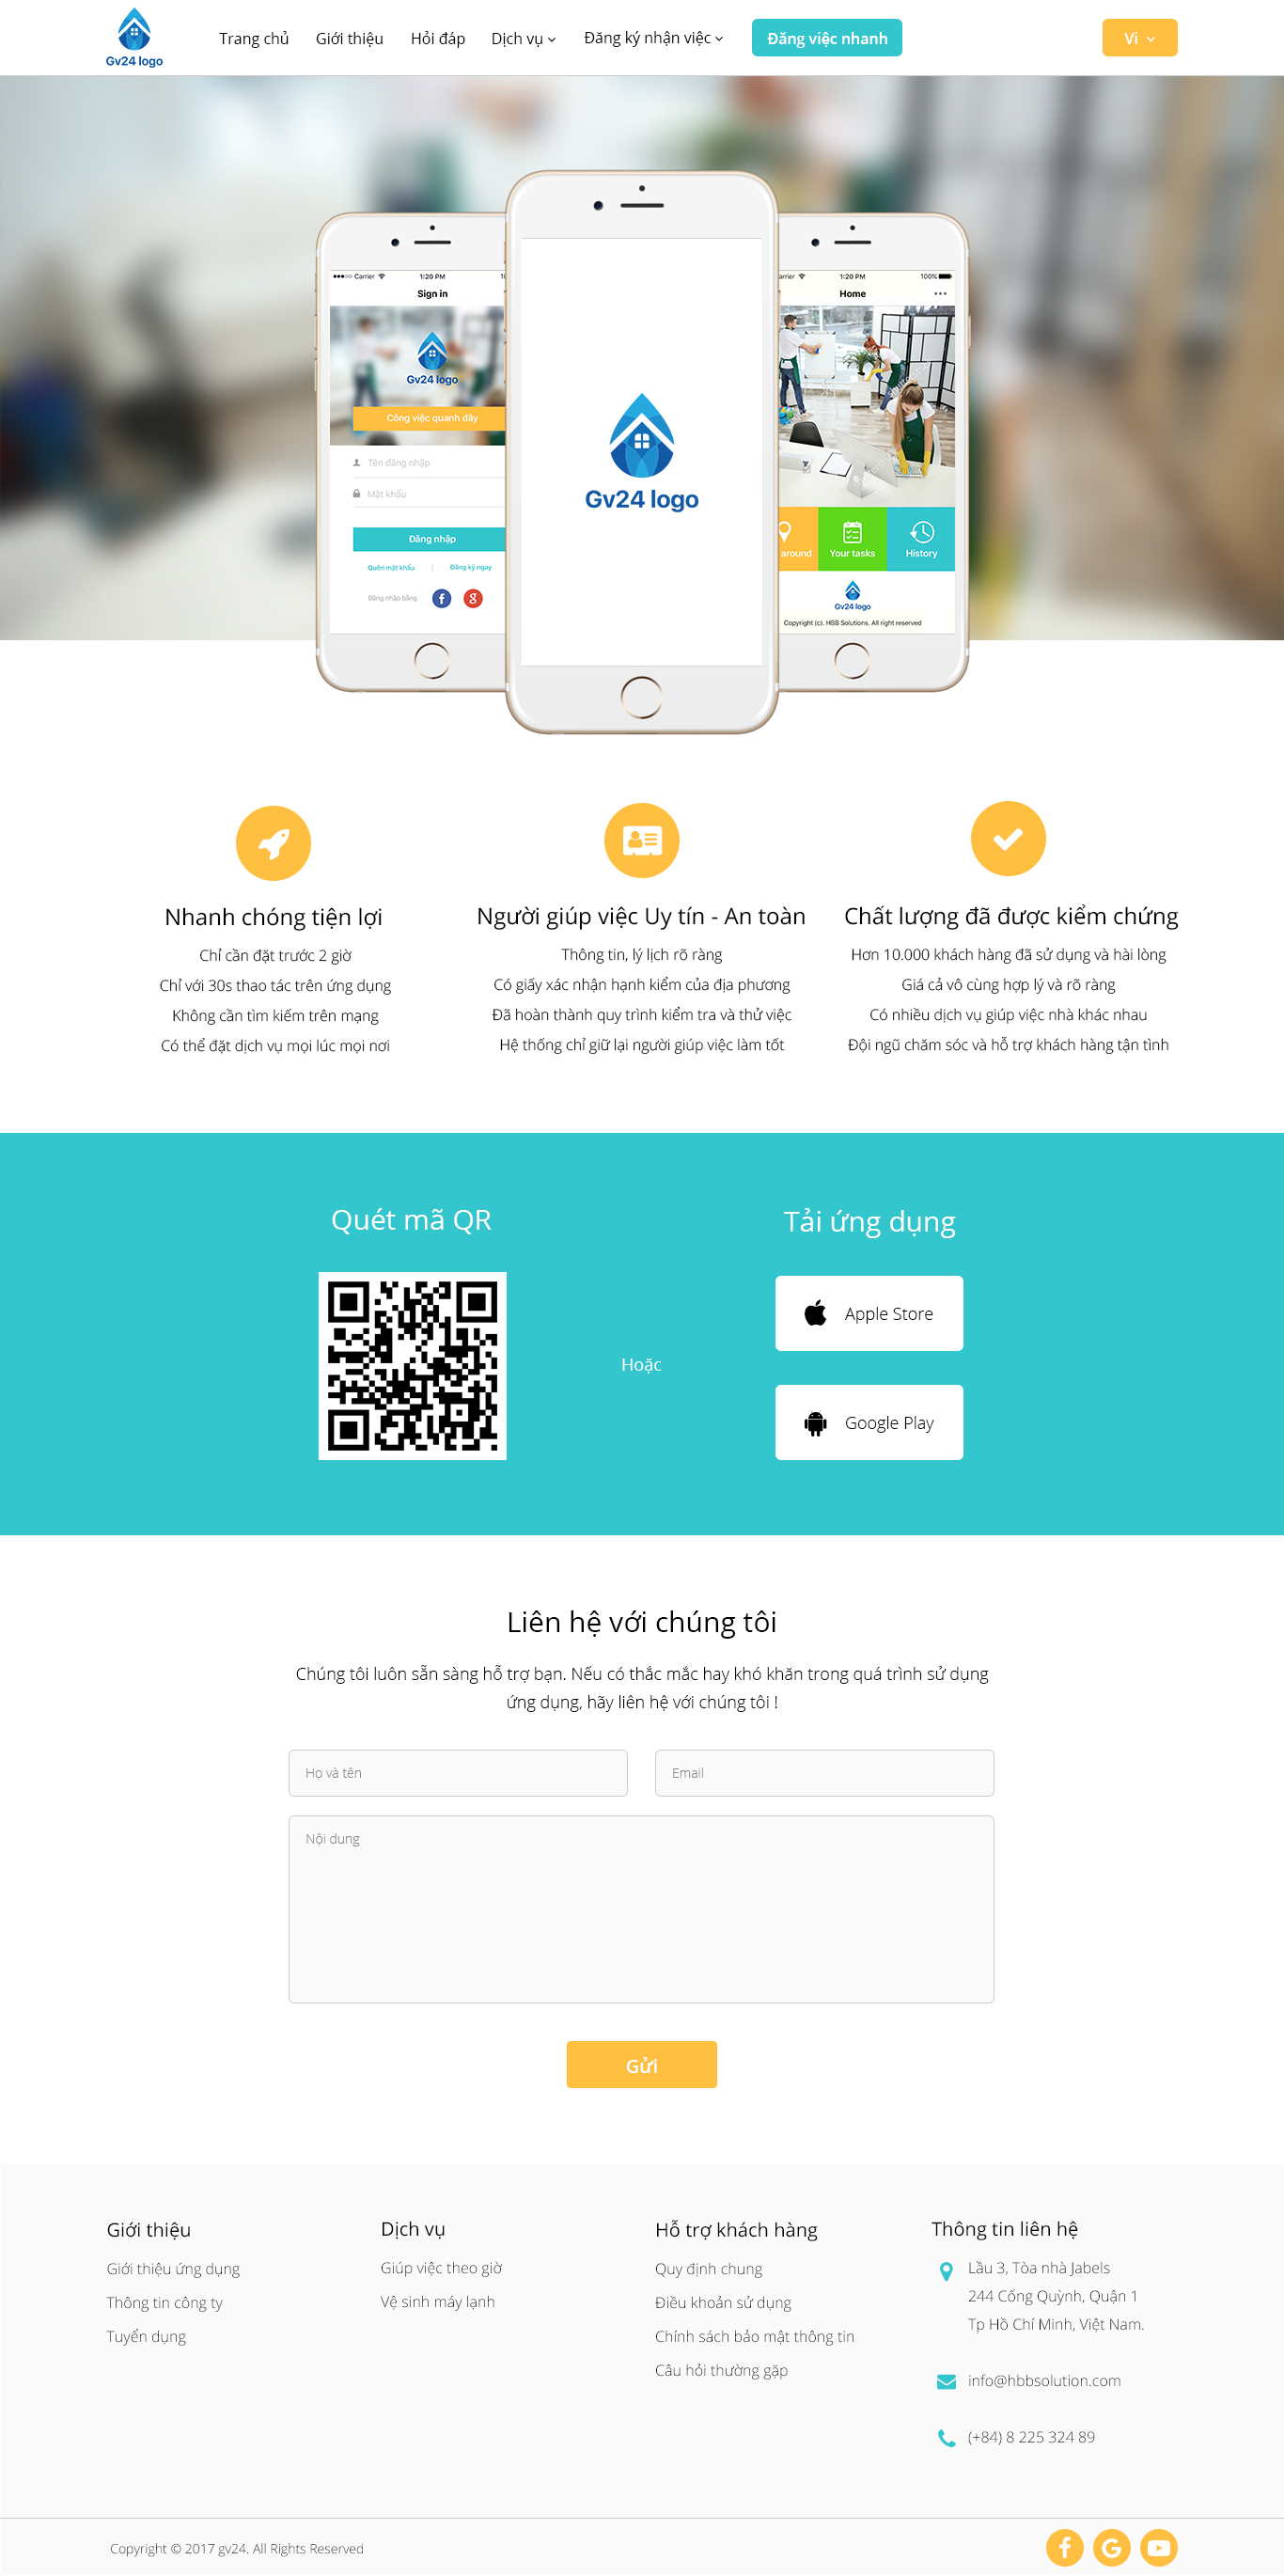 Gv24 logo
Trang chủ Giới thiệu Hỏi đáp Dịch vụ Đăng ký nhận việc Đăng việc nhanh Vi
Carrier 1:20 PM
Sign in
Gv24 logo
Công việc quanh đây
Tên đăng nhập
Mật khẩu
Đăng nhập
Quên mật khẩu | Đăng ký ngay
Đăng nhập bằng
Gv24 logo
1:20 PM 100%
Home
around Your tasks History
Gv24 logo
Copyright (c). HBB Solutions. All right reserved
Nhanh chóng tiện lợi
Chỉ cần đặt trước 2 giờ
Chỉ với 30s thao tác trên ứng dụng
Không cần tìm kiếm trên mạng
Có thể đặt dịch vụ mọi lúc mọi nơi
Người giúp việc Uy tín - An toàn
Thông tin, lý lịch rõ ràng
Có giấy xác nhận hạnh kiểm của địa phương
Đã hoàn thành quy trình kiểm tra và thử việc
Hệ thống chỉ giữ lại người giúp việc làm tốt
Chất lượng đã được kiểm chứng
Hơn 10.000 khách hàng đã sử dụng và hài lòng
Giá cả vô cùng hợp lý và rõ ràng
Có nhiều dịch vụ giúp việc nhà khác nhau
Đội ngũ chăm sóc và hỗ trợ khách hàng tận tình
Quét mã QR
Hoặc
Tải ứng dụng
Apple Store
Google Play
Liên hệ với chúng tôi
Chúng tôi luôn sẵn sàng hỗ trợ bạn. Nếu có thắc mắc hay khó khăn trong quá trình sử dụng
ứng dụng, hãy liên hệ với chúng tôi !
Họ và tên
Email
Nội dung
Gửi
Giới thiệu
Giới thiệu ứng dụng
Thông tin công ty
Tuyển dụng
Dịch vụ
Giúp việc theo giờ
Vệ sinh máy lạnh
Hỗ trợ khách hàng
Quy định chung
Điều khoản sử dụng
Chính sách bảo mật thông tin
Câu hỏi thường gặp
Thông tin liên hệ
Lầu 3, Tòa nhà Jabels
244 Cống Quỳnh, Quận 1
Tp Hồ Chí Minh, Việt Nam.
info@hbbsolution.com
(+84) 8 225 324 89
Copyright © 2017 gv24. All Rights Reserved